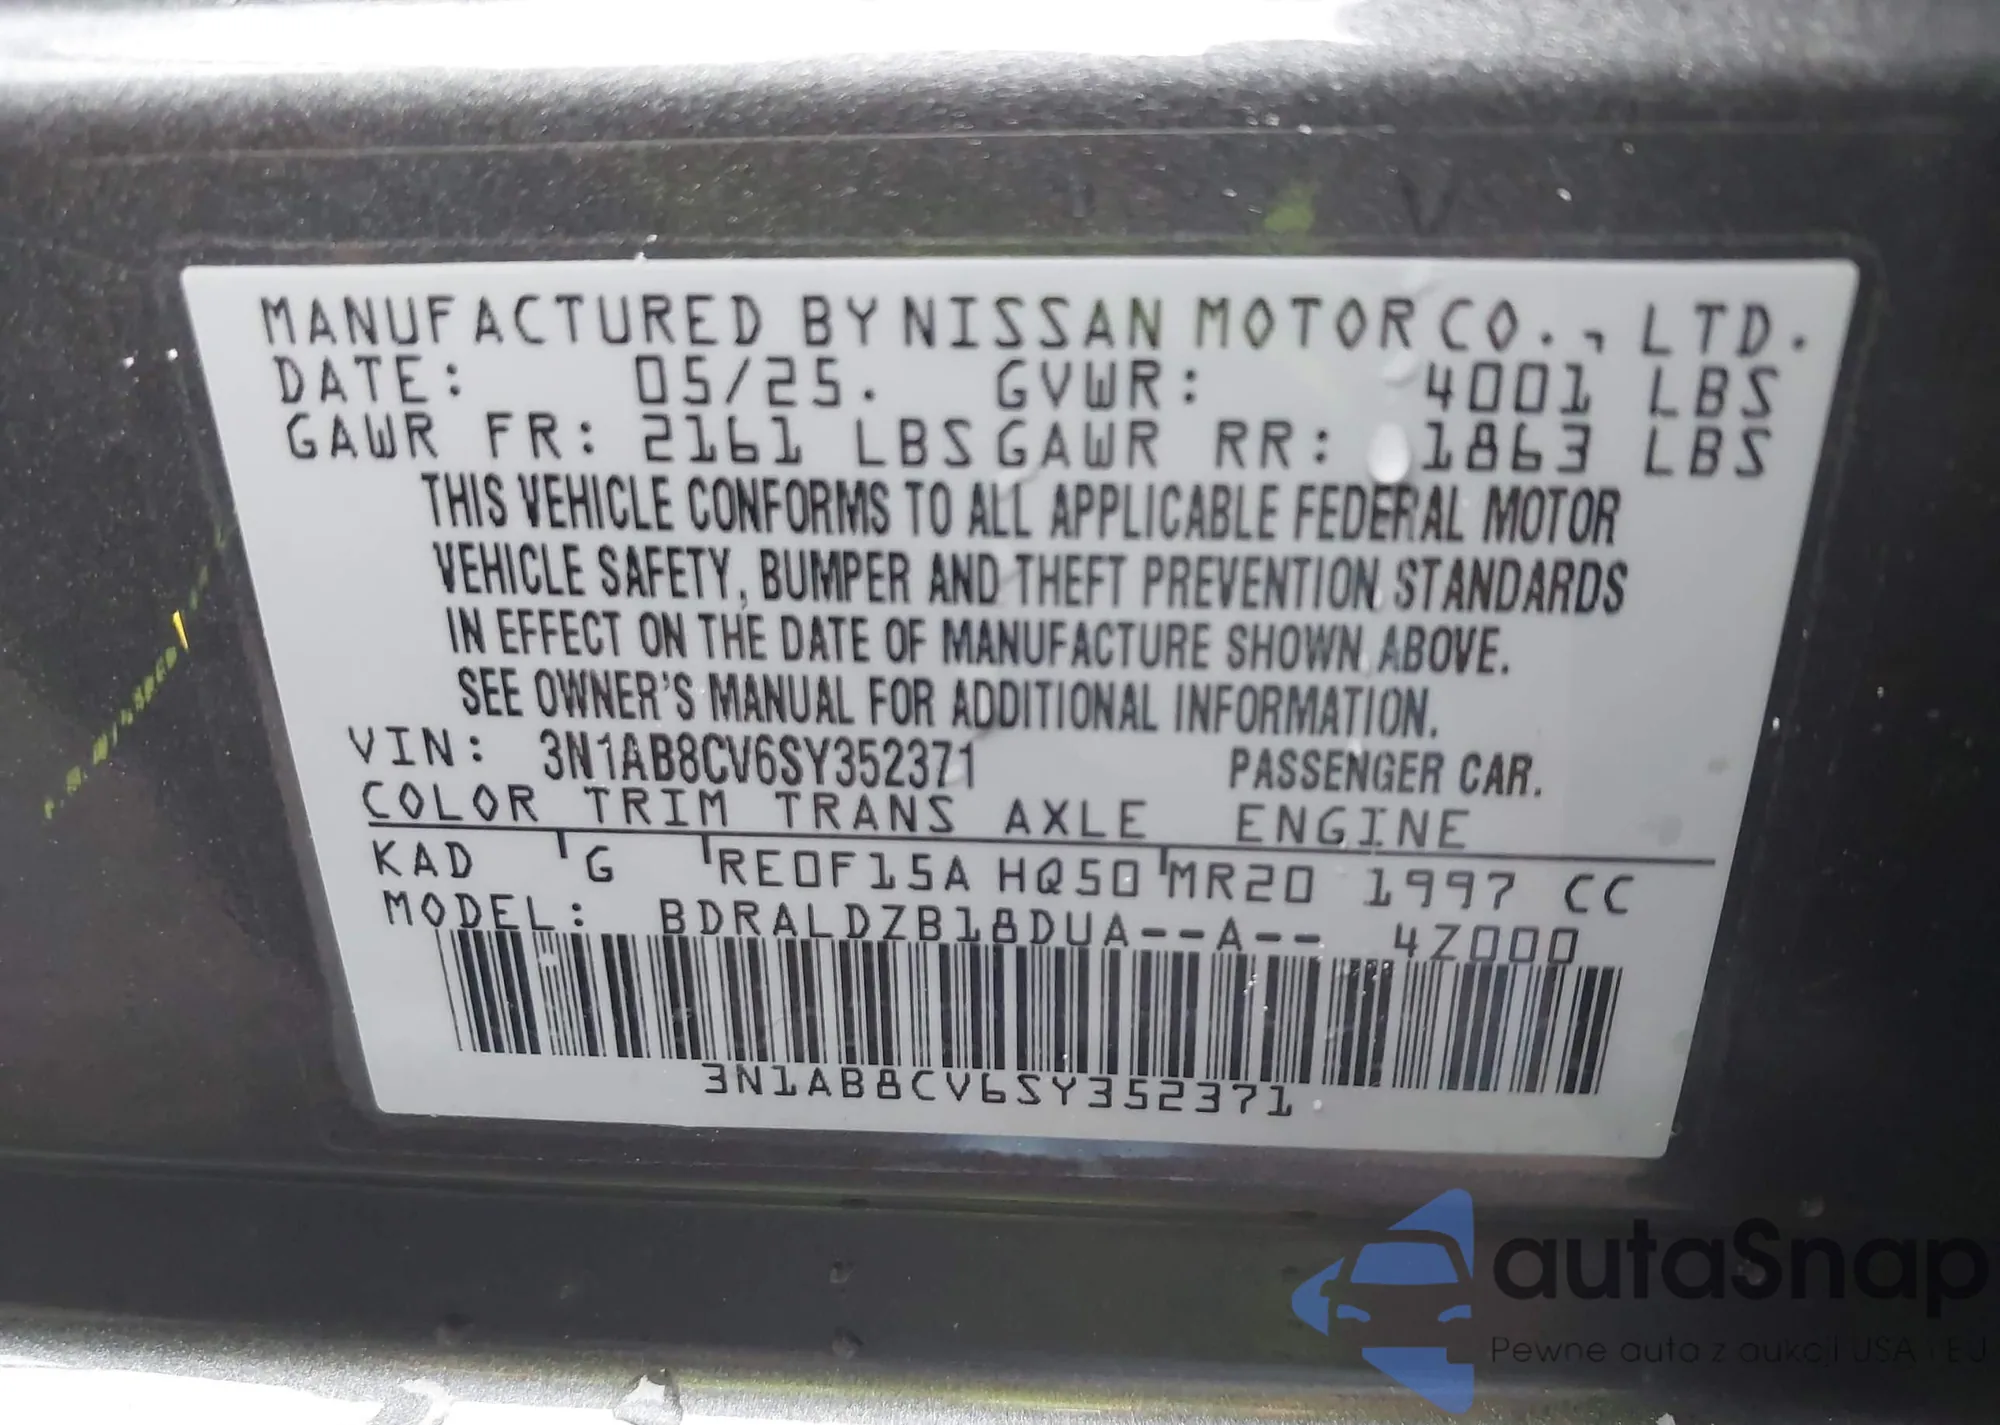 MANUFACTURED BY NISSAN MOTOR CO., LTD.
DATE: 05/25. GVWR: 4001 LBS
GAWR FR: 2161 LBS GAWR RR: 1863 LBS
THIS VEHICLE CONFORMS TO ALL APPLICABLE FEDERAL MOTOR
VEHICLE SAFETY, BUMPER AND THEFT PREVENTION STANDARDS
IN EFFECT ON THE DATE OF MANUFACTURE SHOWN ABOVE.
SEE OWNER'S MANUAL FOR ADDITIONAL INFORMATION.
VIN: 3N1AB8CV6SY352371 PASSENGER CAR.
COLOR TRIM TRANS AXLE ENGINE
KAD G RE0F15A HQ50 MR20 1997 CC
MODEL: BDRALDZB18DUA--A-- 4Z000
3N1AB8CV6SY352371
autaSnap
Pewne auta z aukcji USA i EJ